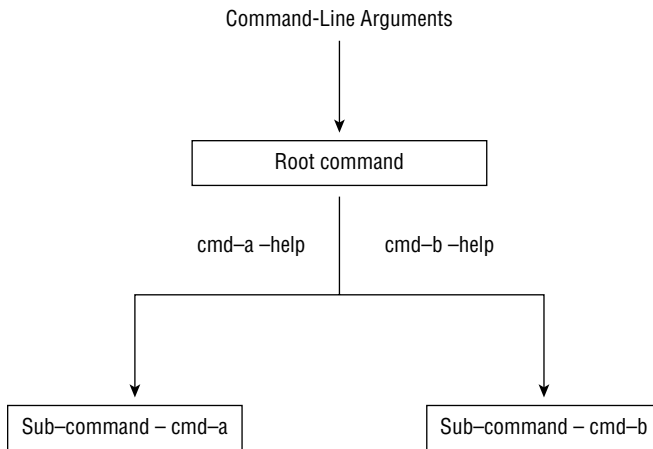 Command-Line Arguments
Root command
cmd–a –help
cmd–b –help
Sub–command – cmd–a
Sub–command – cmd–b